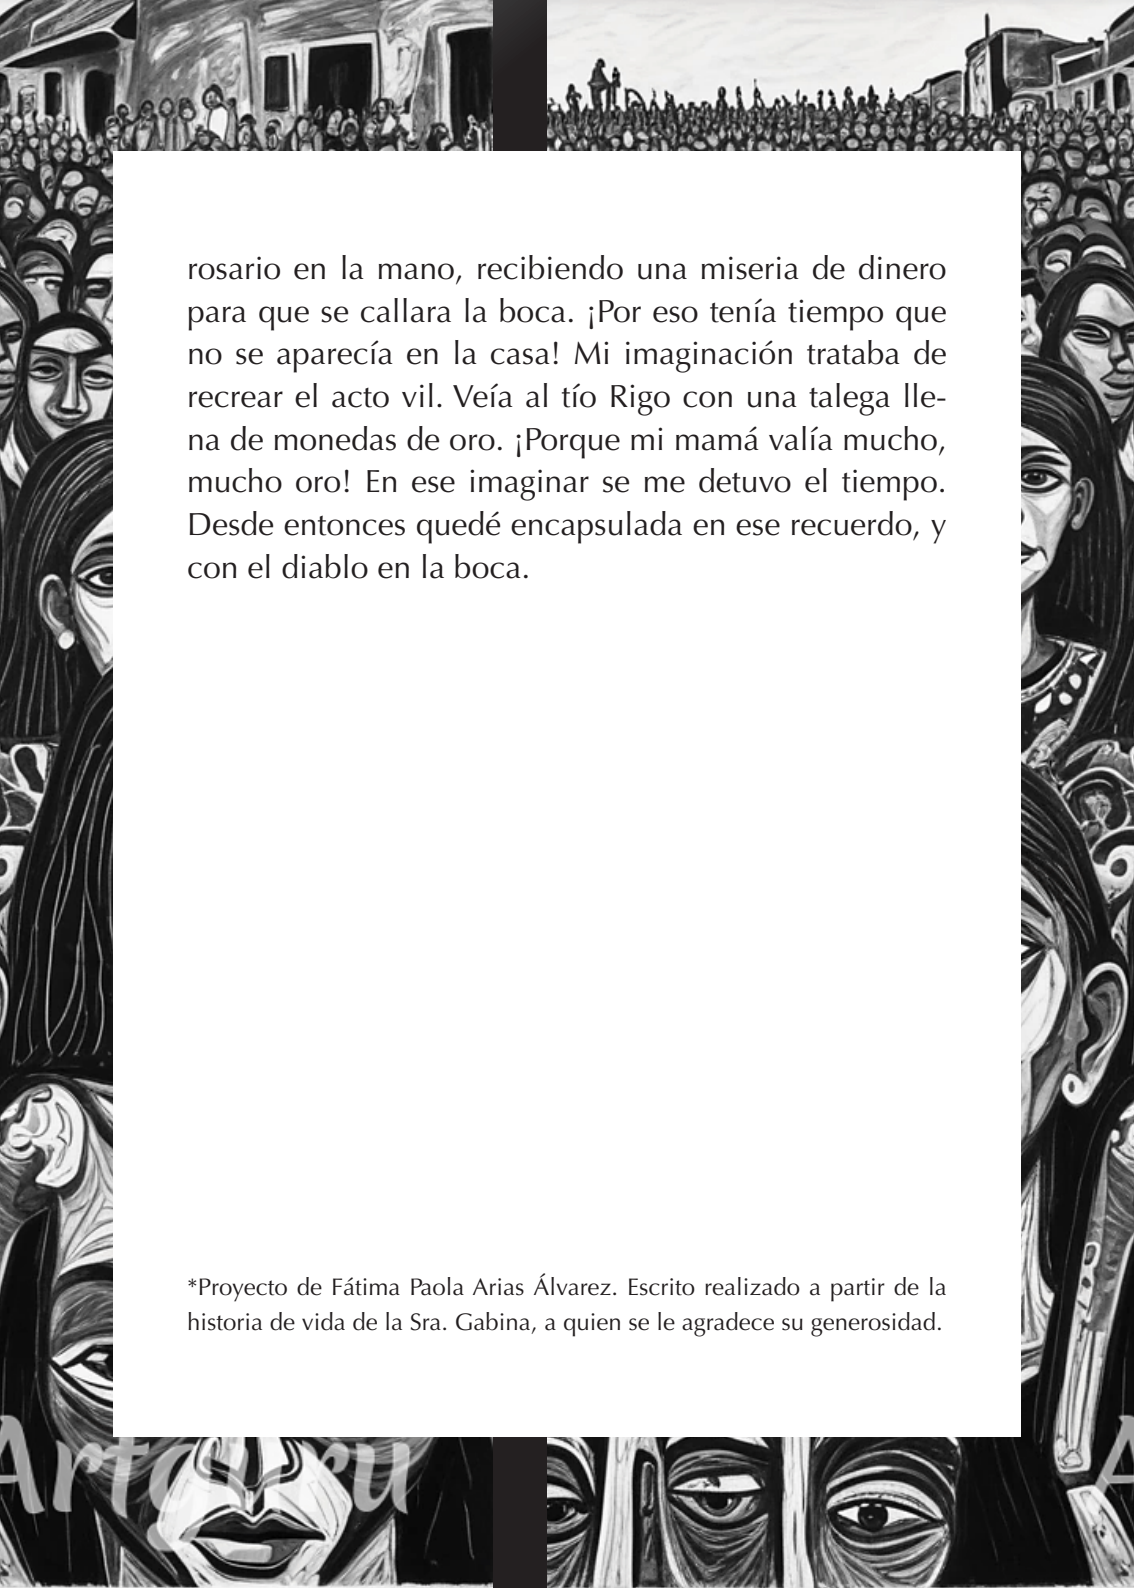 rosario en la mano, recibiendo una miseria de dinero
para que se callara la boca. ¡Por eso tenía tiempo que
no se aparecía en la casa! Mi imaginación trataba de
recrear el acto vil. Veía al tío Rigo con una talega lle-
na de monedas de oro. ¡Porque mi mamá valía mucho,
mucho oro! En ese imaginar se me detuvo el tiempo.
Desde entonces quedé encapsulada en ese recuerdo, y
con el diablo en la boca.
*Proyecto de Fátima Paola Arias Álvarez. Escrito realizado a partir de la
historia de vida de la Sra. Gabina, a quien se le agradece su generosidad.